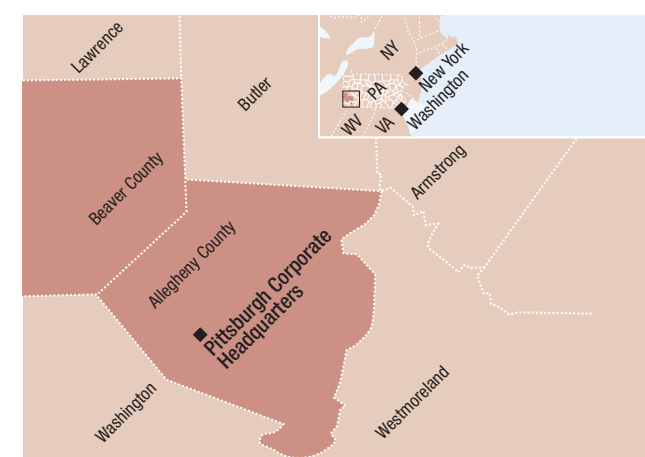 Lawrence
Butler
NY
PA
WV
VA
New York
Washington
Beaver County
Armstrong
Allegheny County
Pittsburgh Corporate
Headquarters
Washington
Westmoreland